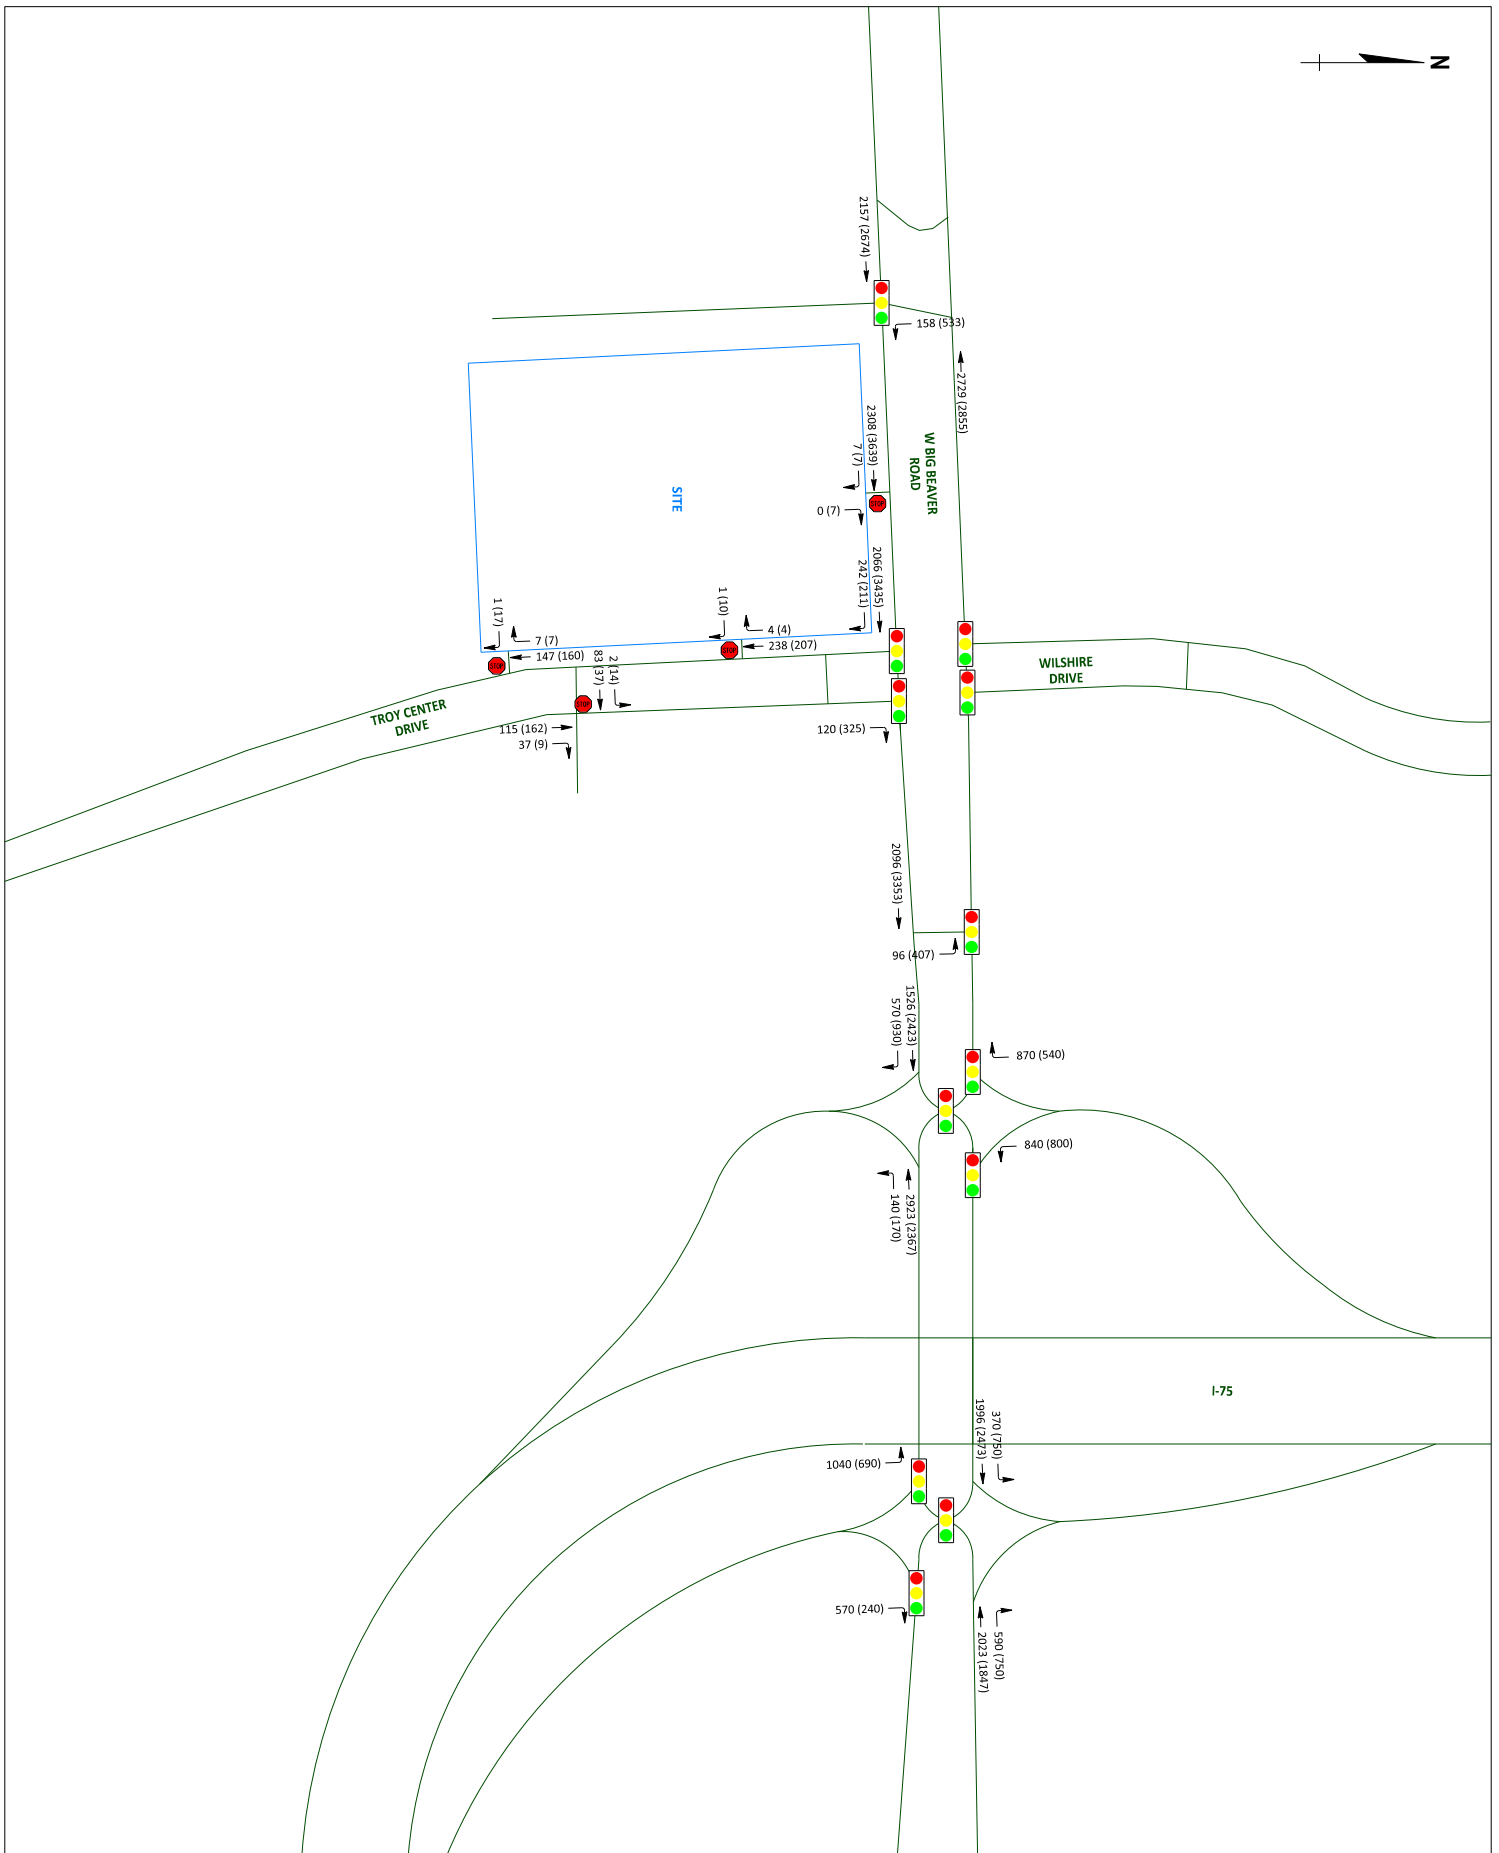 N
2157 (2674)
158 (533)
2729 (2855)
2308 (3639)
7 (7)
W BIG BEAVER
ROAD
SITE
STOP
0 (7)
2066 (3435)
242 (211)
1 (17)
7 (7)
147 (160)
STOP
1 (10)
4 (4)
238 (207)
STOP
83 (37)
2 (14)
STOP
WILSHIRE
DRIVE
TROY CENTER
DRIVE
115 (162)
37 (9)
120 (325)
2096 (3353)
96 (407)
1526 (2423)
570 (930)
870 (540)
840 (800)
2923 (2367)
140 (170)
I-75
370 (750)
1996 (2473)
1040 (690)
570 (240)
590 (750)
2023 (1847)